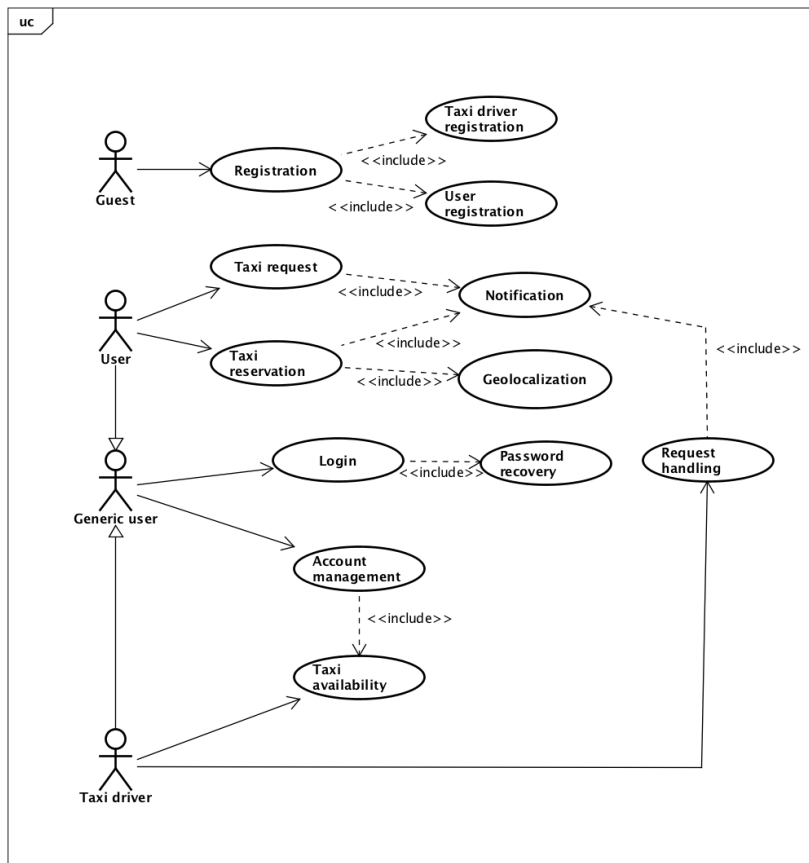 uc
Taxi driver
registration
<<include>>
Registration
Guest
User
registration
<<include>>
Taxi request
<<include>>
Notification
User
Taxi
reservation
<<include>>
<<include>>
<<include>>
Geolocalization
Login
<<include>>
Password
recovery
Request
handling
Generic user
Account
management
<<include>>
Taxi
availability
Taxi driver